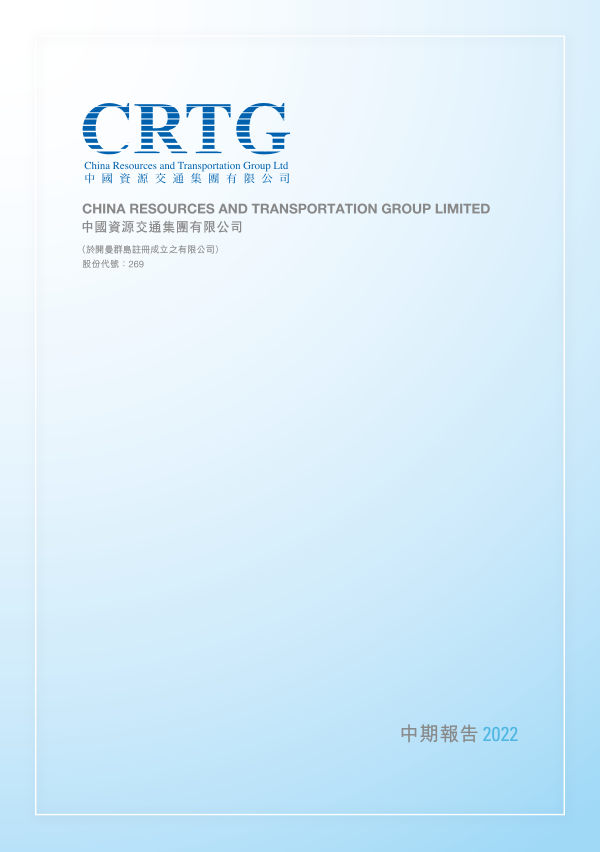 CRTG
China Resources and Transportation Group Ltd
中國資源交通集團有限公司
CHINA RESOURCES AND TRANSPORTATION GROUP LIMITED
中國資源交通集團有限公司
(於開曼群島註冊成立之有限公司)
股份代號：269
中期報告 2022